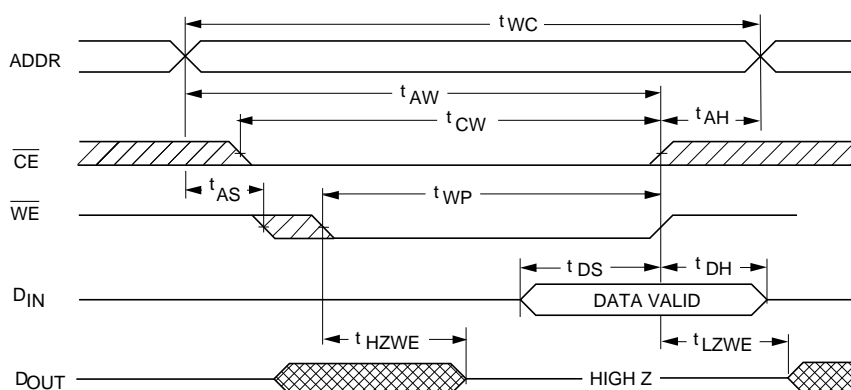 t WC
ADDR
t AW
t CW
t AH
CE
t AS
t WP
WE
t DS
t DH
DIN
DATA VALID
t HZWE
t LZWE
DOUT
HIGH Z